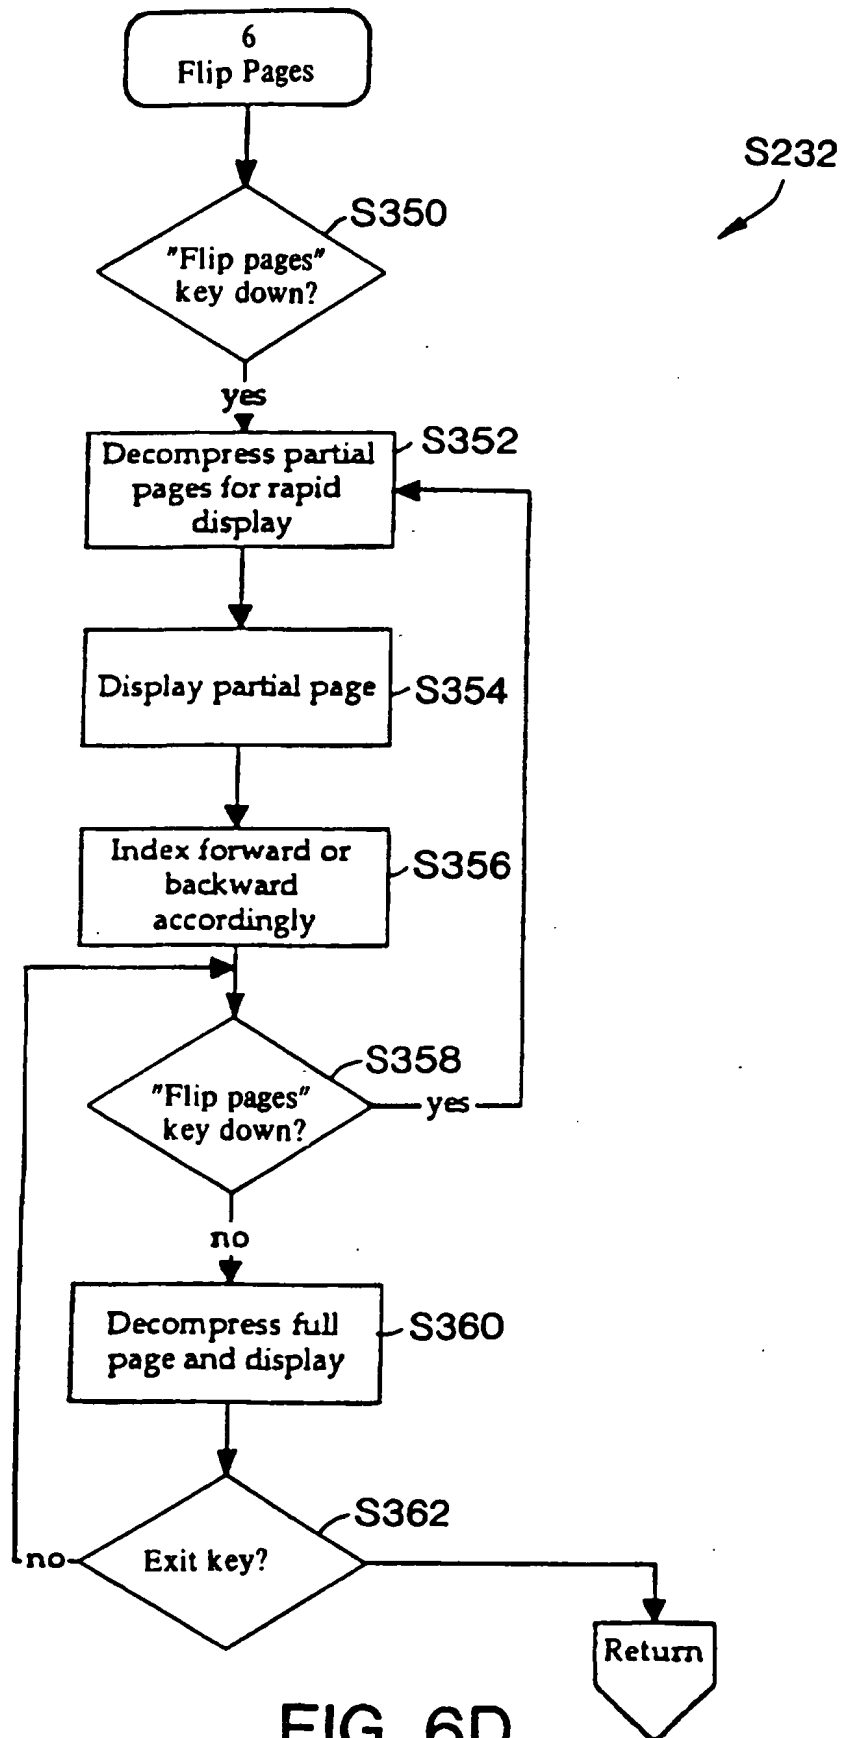 6
Flip Pages
S232
S350
"Flip pages"
key down?
yes
S352
Decompress partial
pages for rapid
display
Display partial page
S354
Index forward or
backward
accordingly
S356
S358
"Flip pages"
key down?
yes
no
Decompress full
page and display
S360
S362
Exit key?
no
Return
FIG. 6D